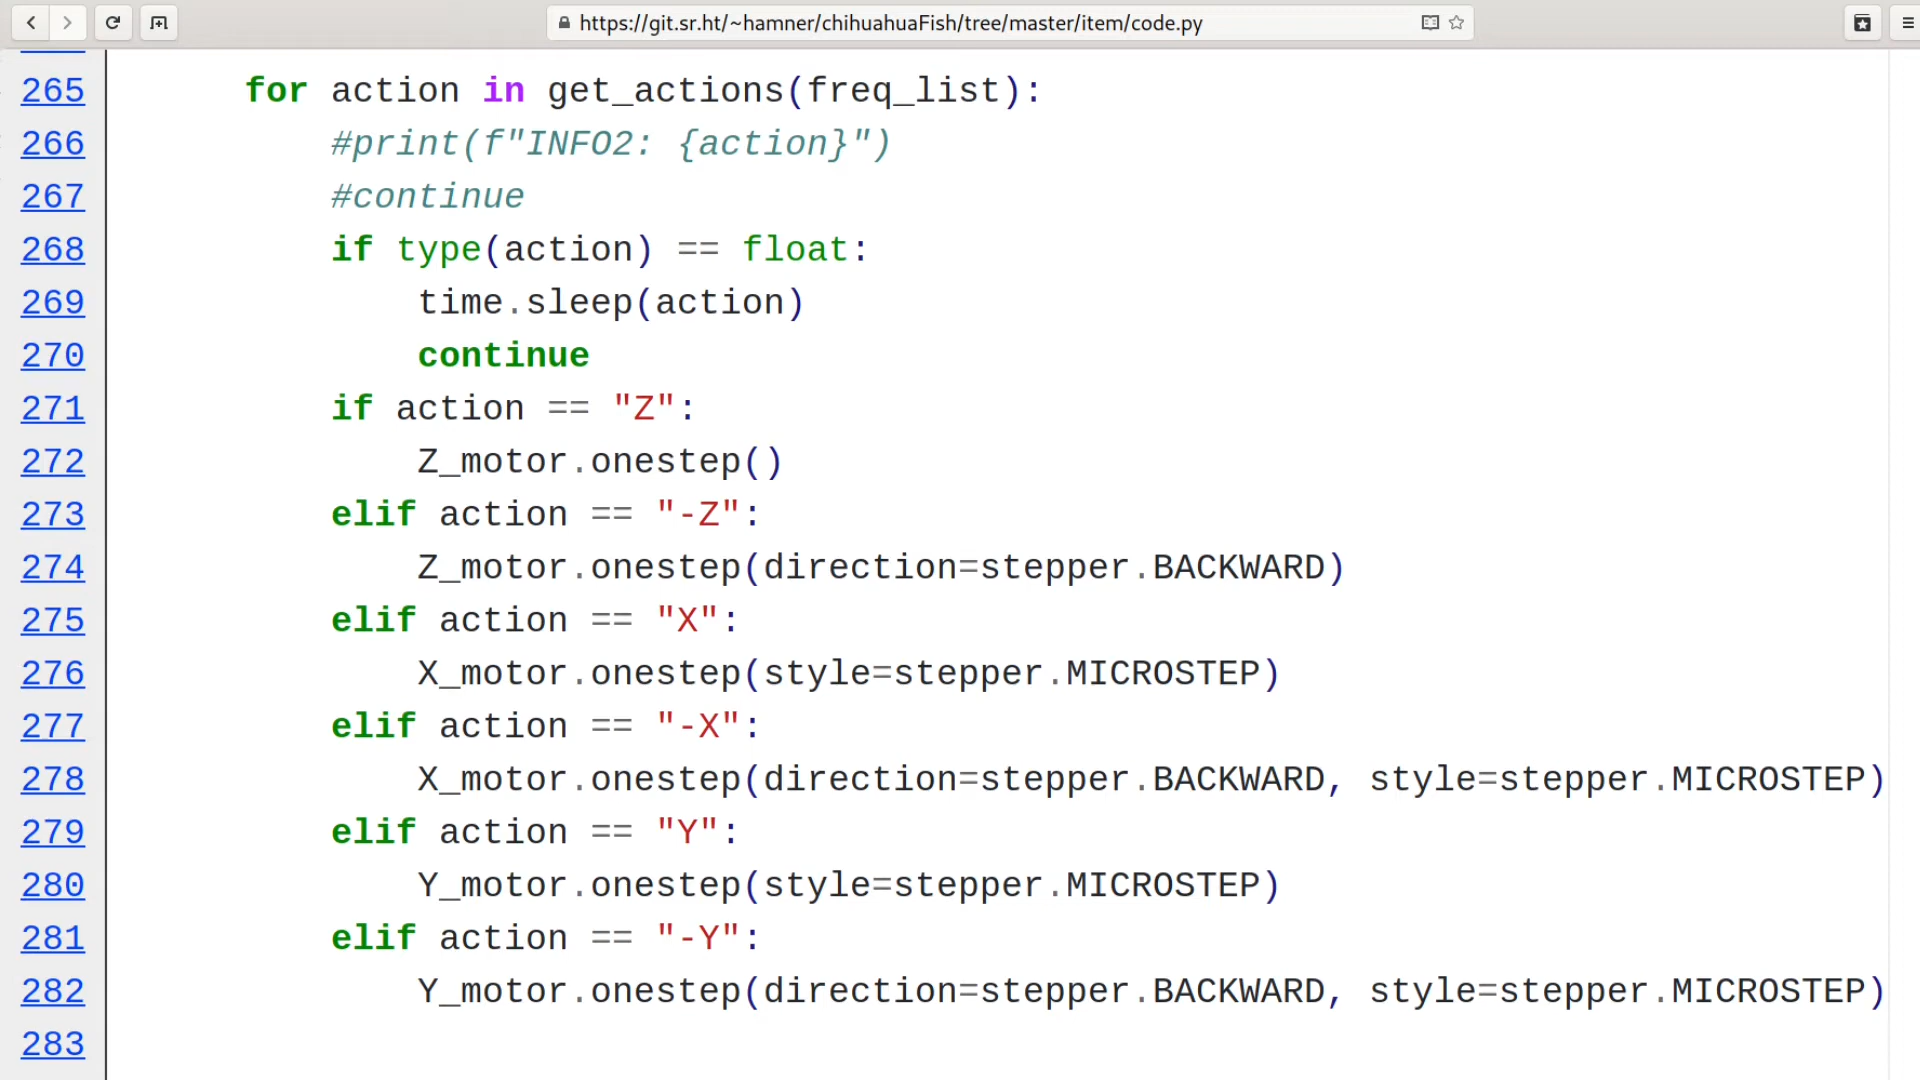 https://git.sr.ht/~hamner/chihuahuaFish/tree/master/item/code.py
265 for action in get_actions(freq_list):
266 #print(f"INFO2: {action}")
267 #continue
268 if type(action) == float:
269 time.sleep(action)
270 continue
271 if action == "Z":
272 Z_motor.onestep()
273 elif action == "-Z":
274 Z_motor.onestep(direction=stepper.BACKWARD)
275 elif action == "X":
276 X_motor.onestep(style=stepper.MICROSTEP)
277 elif action == "-X":
278 X_motor.onestep(direction=stepper.BACKWARD, style=stepper.MICROSTEP)
279 elif action == "Y":
280 Y_motor.onestep(style=stepper.MICROSTEP)
281 elif action == "-Y":
282 Y_motor.onestep(direction=stepper.BACKWARD, style=stepper.MICROSTEP)
283